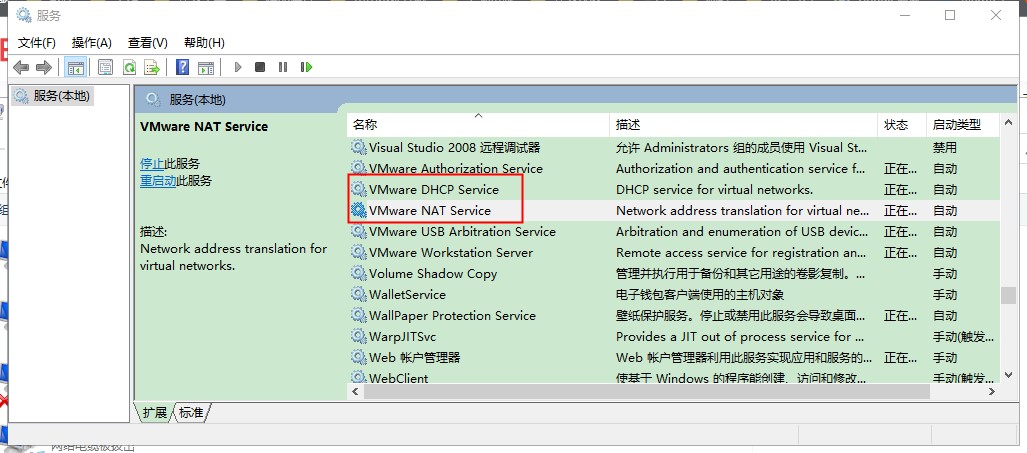 服务
文件(F) 操作(A) 查看(V) 帮助(H)
服务(本地)
服务(本地)
VMware NAT Service
停止此服务
重启动此服务
描述:
Network address translation for
virtual networks.
名称 描述 状态 启动类型
Visual Studio 2008 远程调试器 允许 Administrators 组的成员使用 Visual St... 禁用
VMware Authorization Service Authorization and authentication service f... 正在... 自动
VMware DHCP Service DHCP service for virtual networks. 正在... 自动
VMware NAT Service Network address translation for virtual ne... 正在... 自动
VMware USB Arbitration Service Arbitration and enumeration of USB devic... 正在... 自动
VMware Workstation Server Remote access service for registration an... 正在... 自动
Volume Shadow Copy 管理并执行用于备份和其它用途的卷影复制。... 手动
WalletService 电子钱包客户端使用的主机对象 手动
WallPaper Protection Service 壁纸保护服务。停止或禁用此服务会导致桌面... 正在... 自动
WarpJITSvc Provides a JIT out of process service for ... 手动(触发...
Web 帐户管理器 Web 帐户管理器利用此服务实现应用和服务的... 正在... 手动
WebClient 使基于 Windows 的程序能创建、访问和修改... 手动(触发...
扩展 标准
网络电缆被拔出